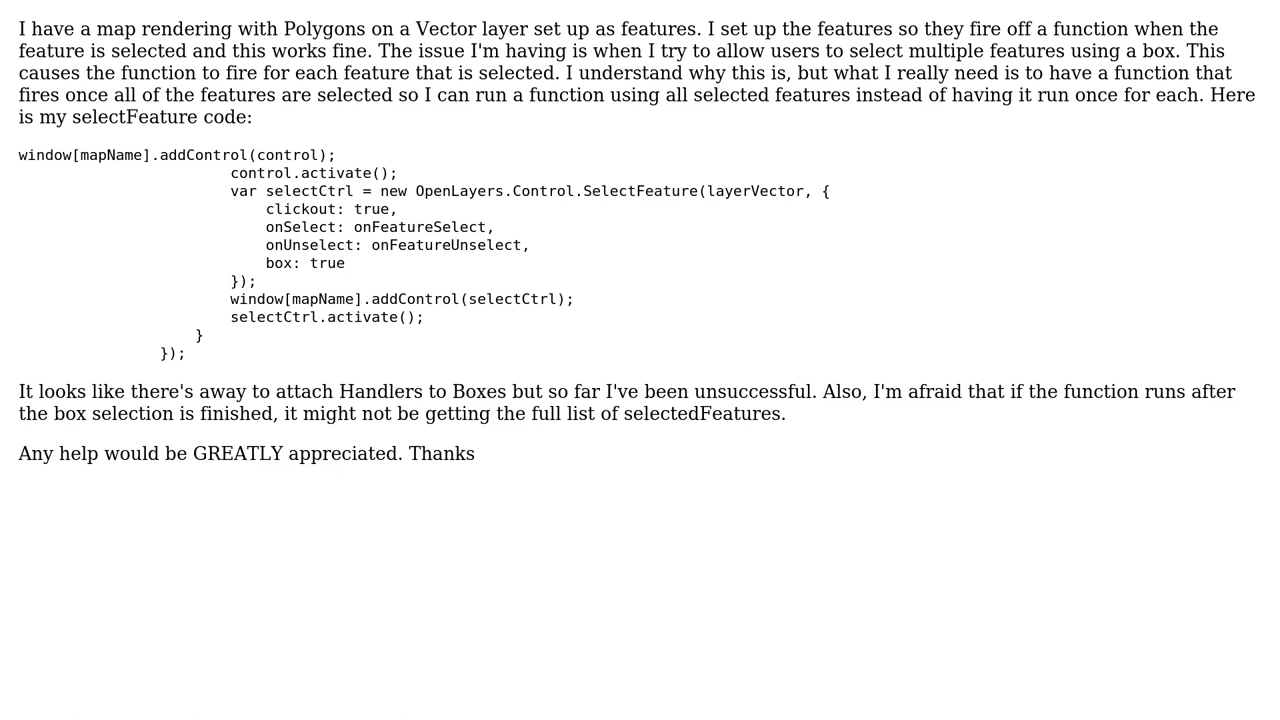 I have a map rendering with Polygons on a Vector layer set up as features. I set up the features so they fire off a function when the
feature is selected and this works fine. The issue I'm having is when I try to allow users to select multiple features using a box. This
causes the function to fire for each feature that is selected. I understand why this is, but what I really need is to have a function that
fires once all of the features are selected so I can run a function using all selected features instead of having it run once for each. Here
is my selectFeature code:
window[mapName].addControl(control);
control.activate();
var selectCtrl = new OpenLayers.Control.SelectFeature(layerVector, {
clickout: true,
onSelect: onFeatureSelect,
onUnselect: onFeatureUnselect,
box: true
});
window[mapName].addControl(selectCtrl);
selectCtrl.activate();
}
});
It looks like there's away to attach Handlers to Boxes but so far I've been unsuccessful. Also, I'm afraid that if the function runs after
the box selection is finished, it might not be getting the full list of selectedFeatures.
Any help would be GREATLY appreciated. Thanks